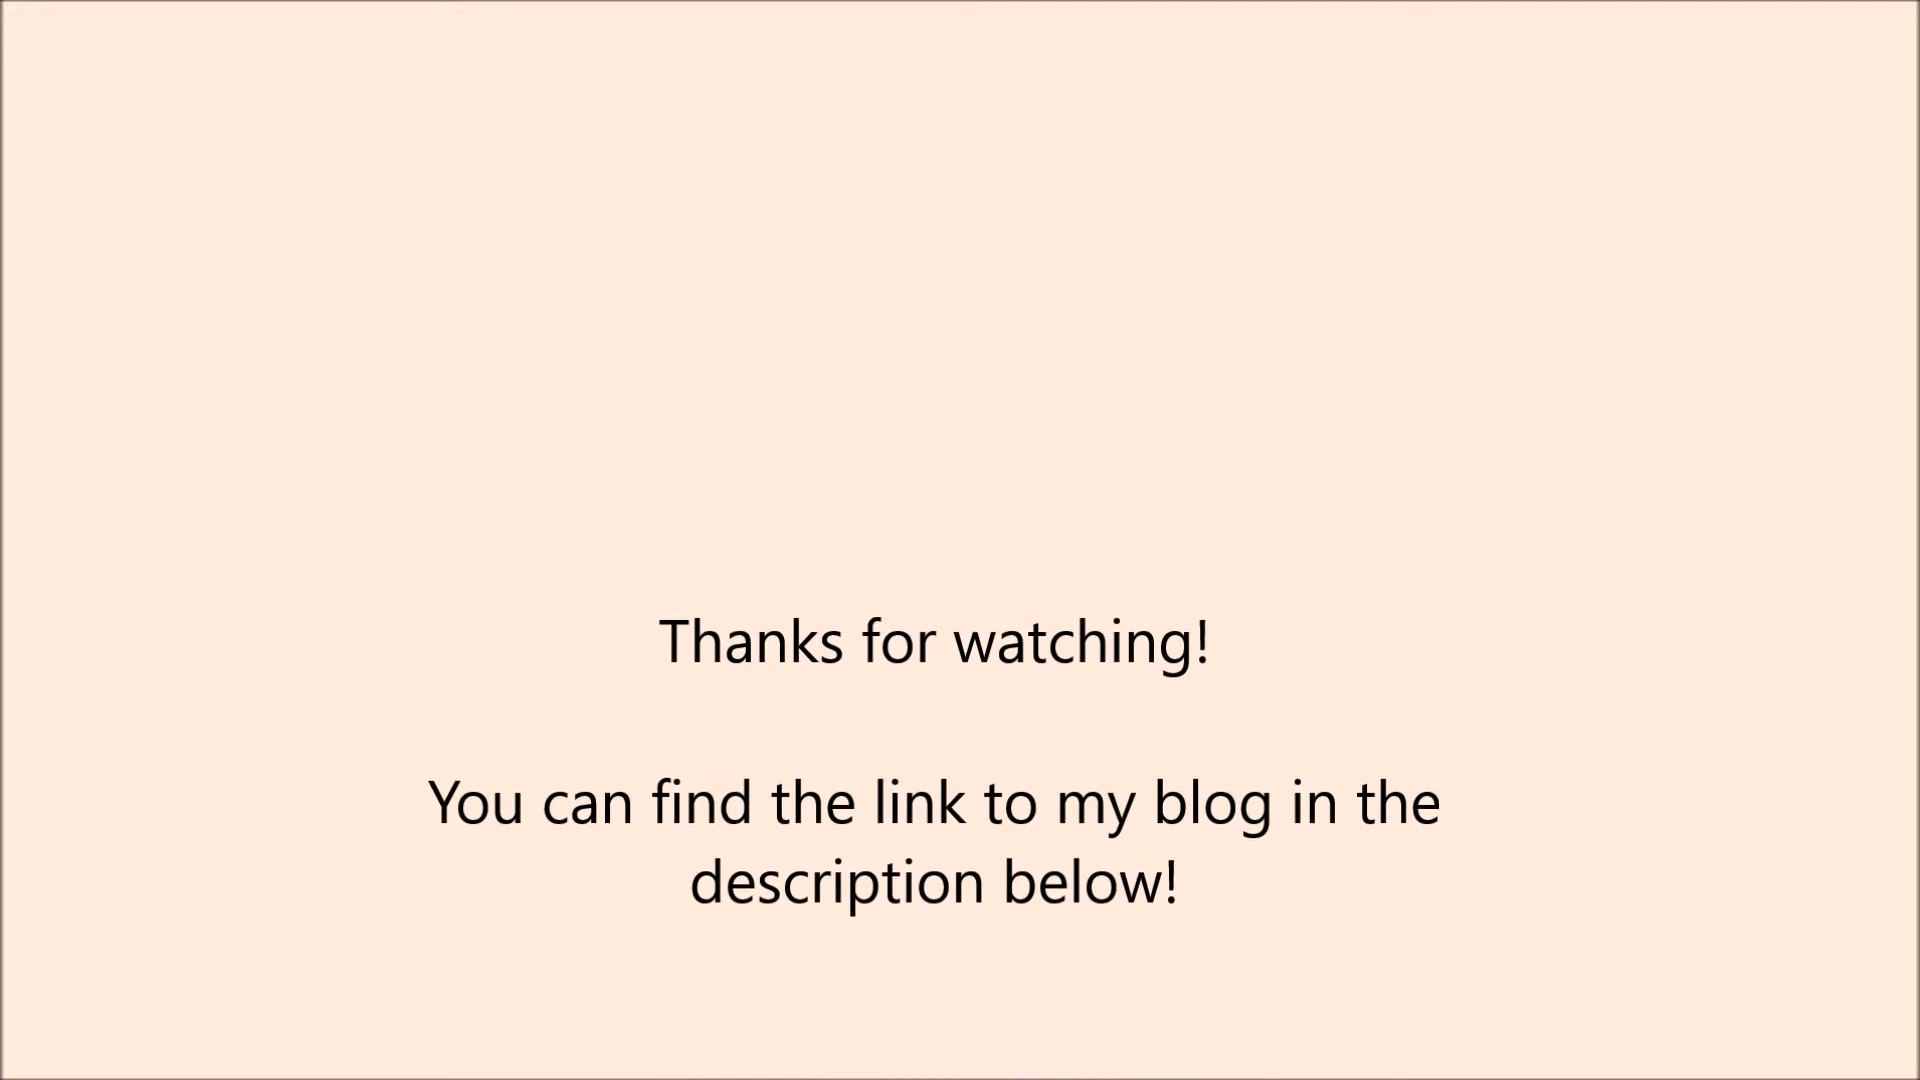 Thanks for watching!
You can find the link to my blog in the
description below!